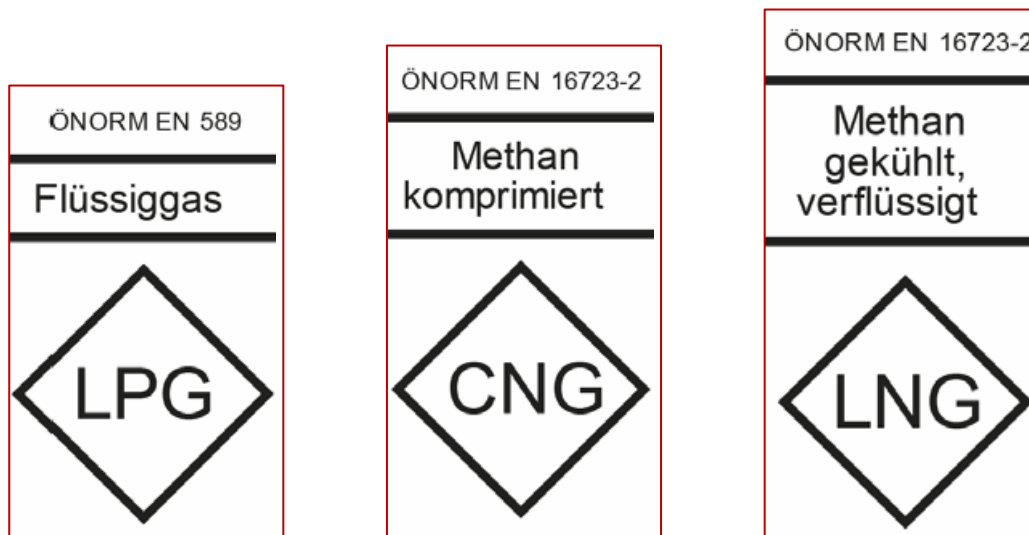 ÖNORM EN 589
Flüssiggas
LPG
ÖNORM EN 16723-2
Methan
komprimiert
CNG
ÖNORM EN 16723-2
Methan
gekühlt,
verflüssigt
LNG